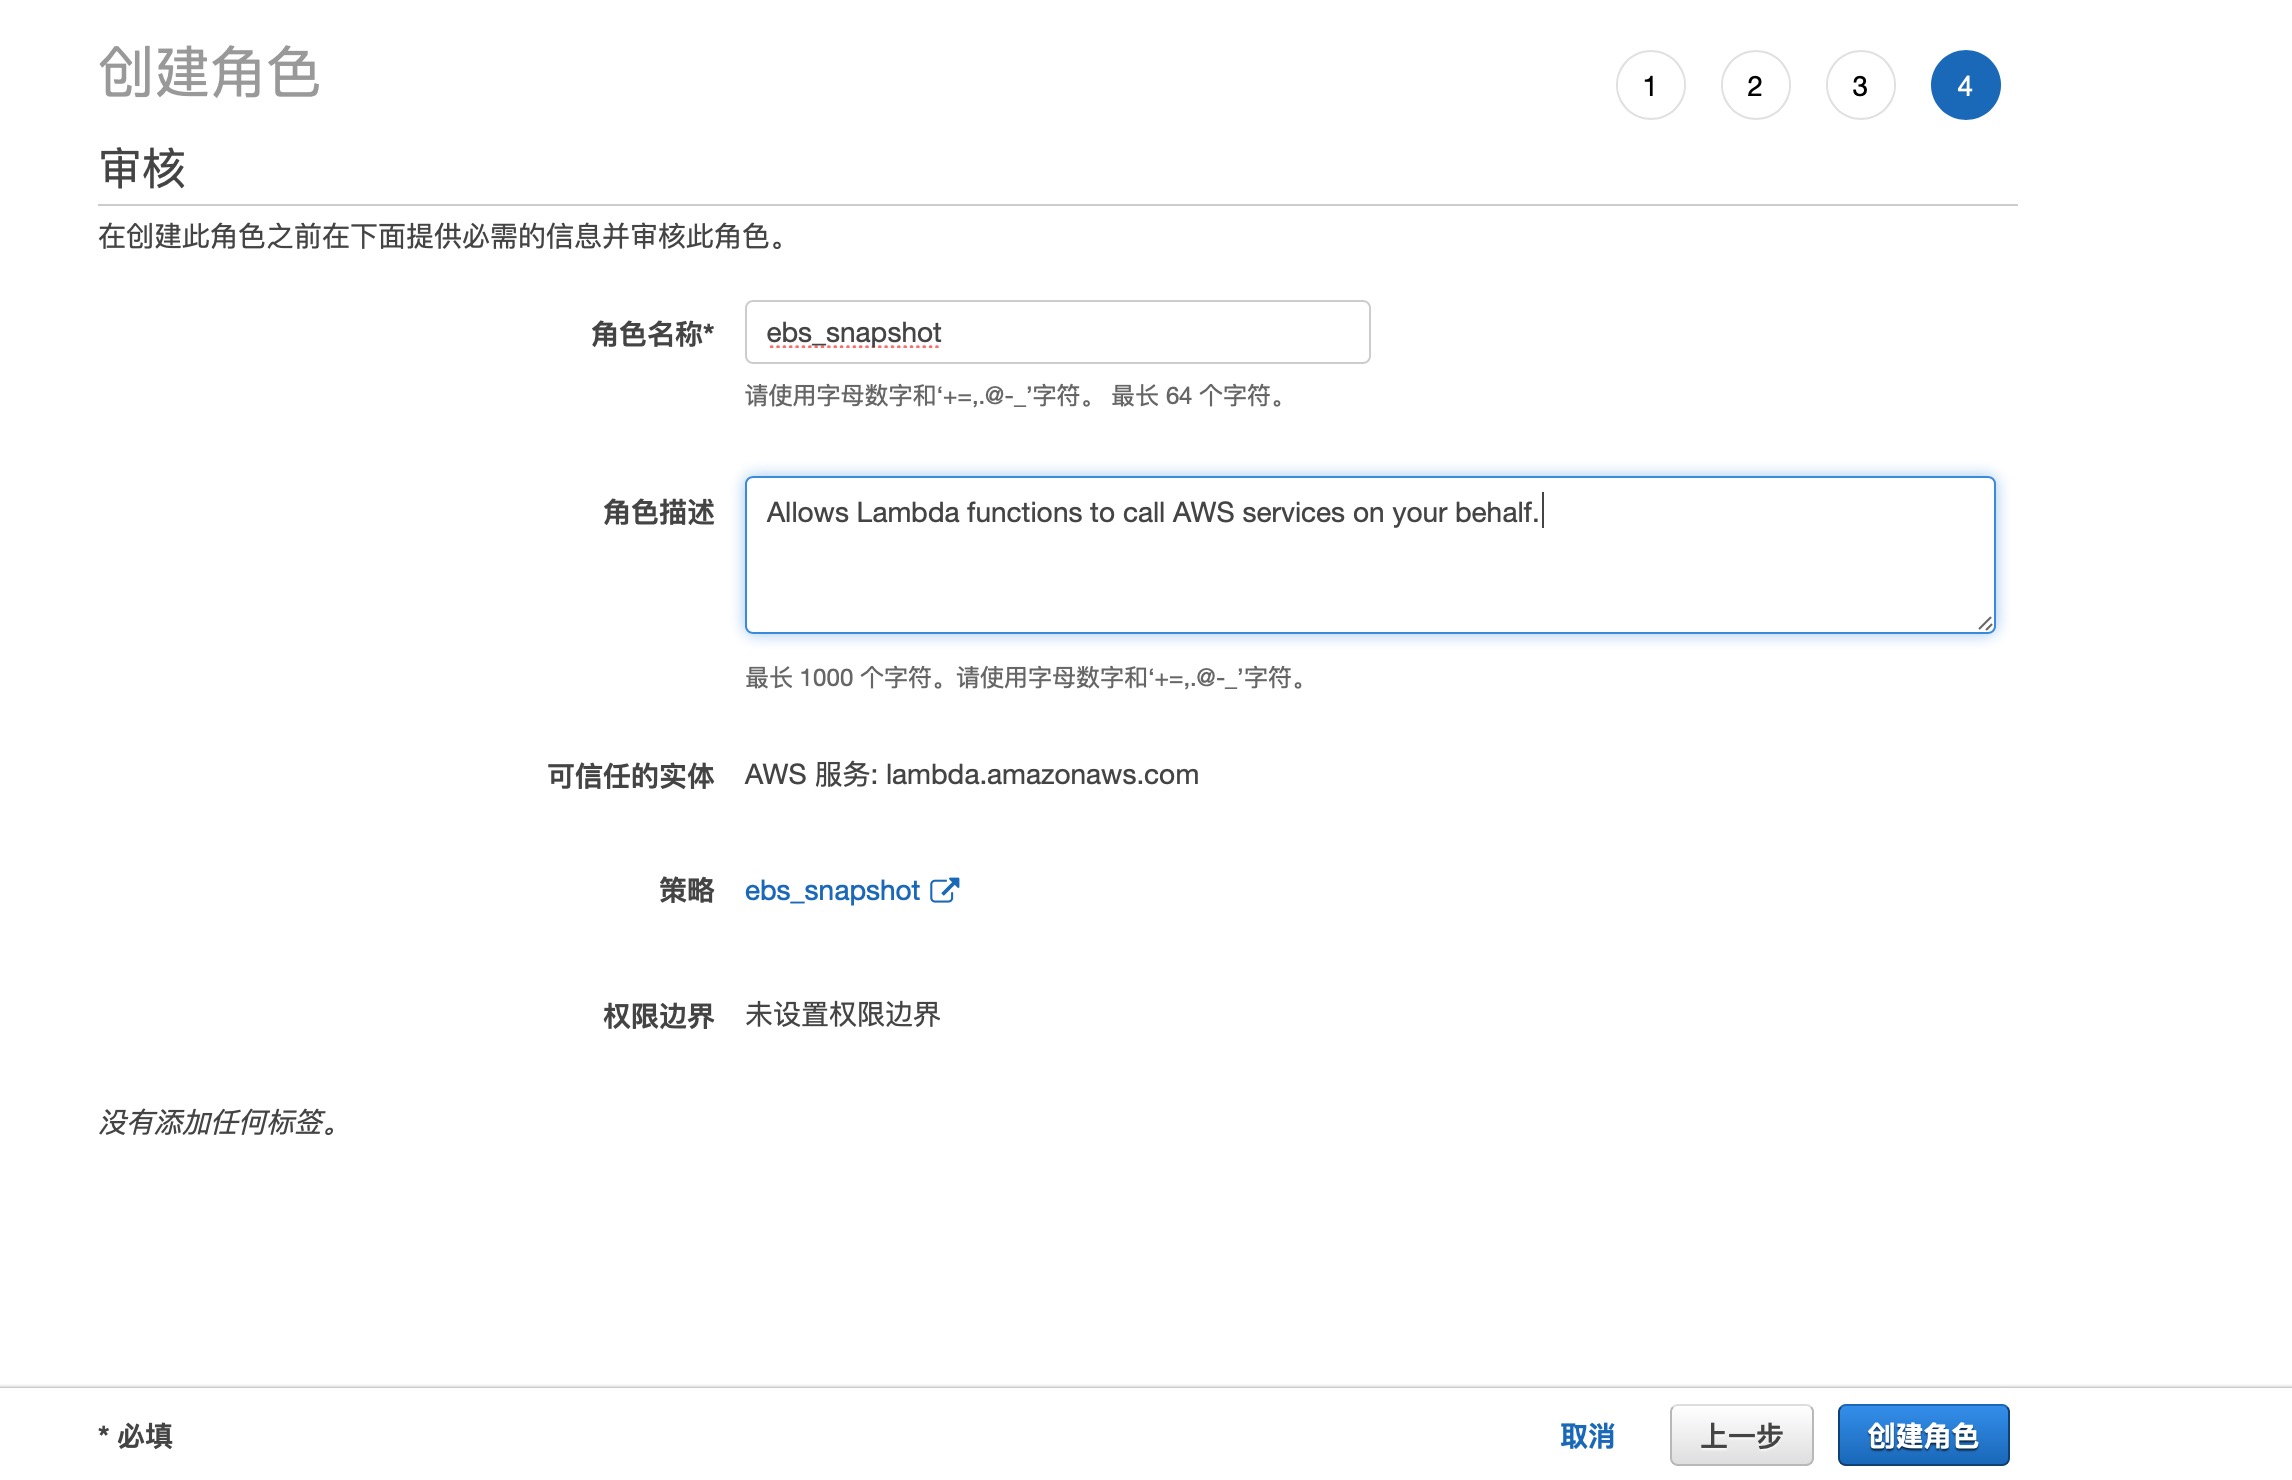 创建角色
1 2 3 4
审核
在创建此角色之前在下面提供必需的信息并审核此角色。
角色名称* ebs_snapshot
请使用字母数字和‘+=,.@-_’字符。 最长 64 个字符。
角色描述 Allows Lambda functions to call AWS services on your behalf.
最长 1000 个字符。请使用字母数字和‘+=,.@-_’字符。
可信任的实体 AWS 服务: lambda.amazonaws.com
策略 ebs_snapshot
权限边界 未设置权限边界
没有添加任何标签。
* 必填 取消 上一步 创建角色